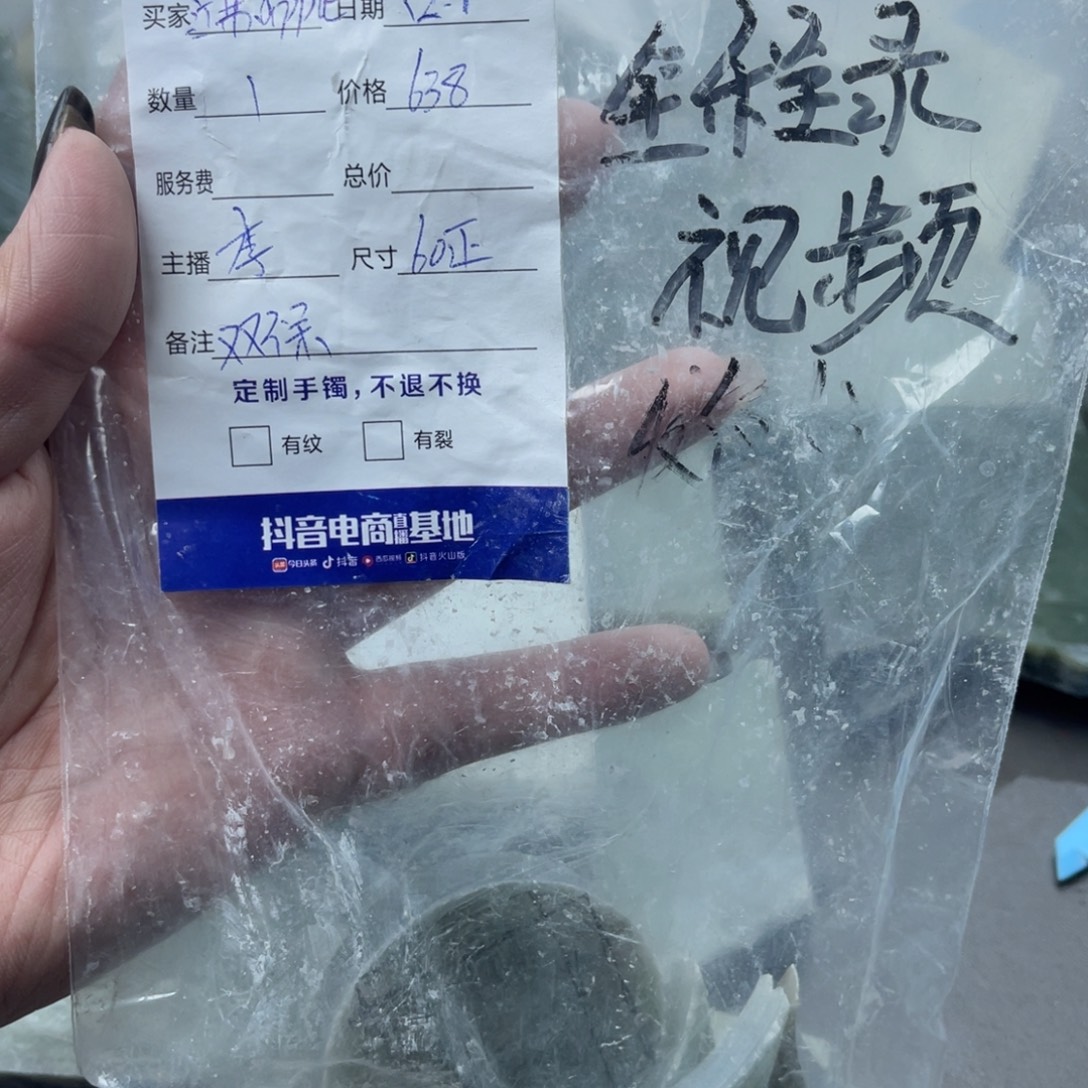 买家 日期 12.1
数量 1 价格 638
服务费 总价
主播 李 尺寸 60正
备注 双保
定制手镯，不退不换
有纹 有裂
抖音电商直播基地
今日头条 抖音 西瓜视频 抖音火山版
全程录
视频